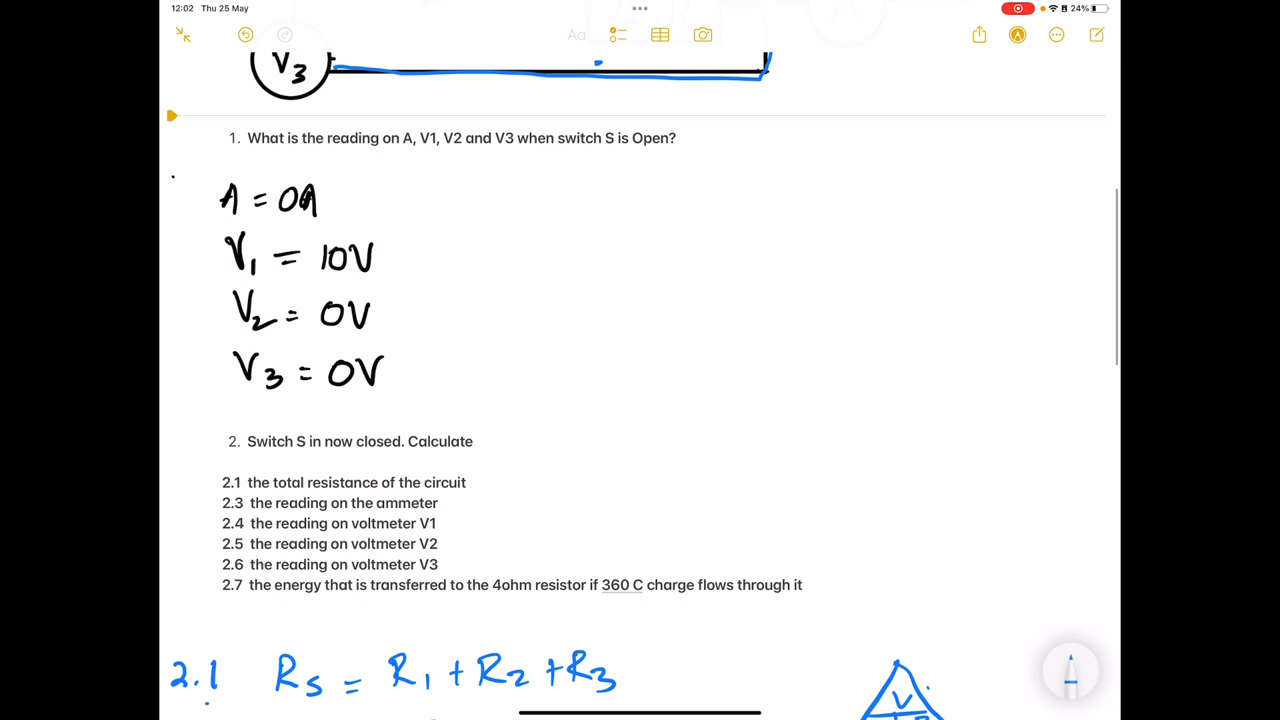 12:02 Thu 25 May
24%
Aa
V3
1. What is the reading on A, V1, V2 and V3 when switch S is Open?
A = 0A
V1 = 10V
V2 = 0V
V3 = 0V
2. Switch S in now closed. Calculate
2.1 the total resistance of the circuit
2.3 the reading on the ammeter
2.4 the reading on voltmeter V1
2.5 the reading on voltmeter V2
2.6 the reading on voltmeter V3
2.7 the energy that is transferred to the 4ohm resistor if 360 C charge flows through it
2.1 Rs = R1 + R2 + R3
V